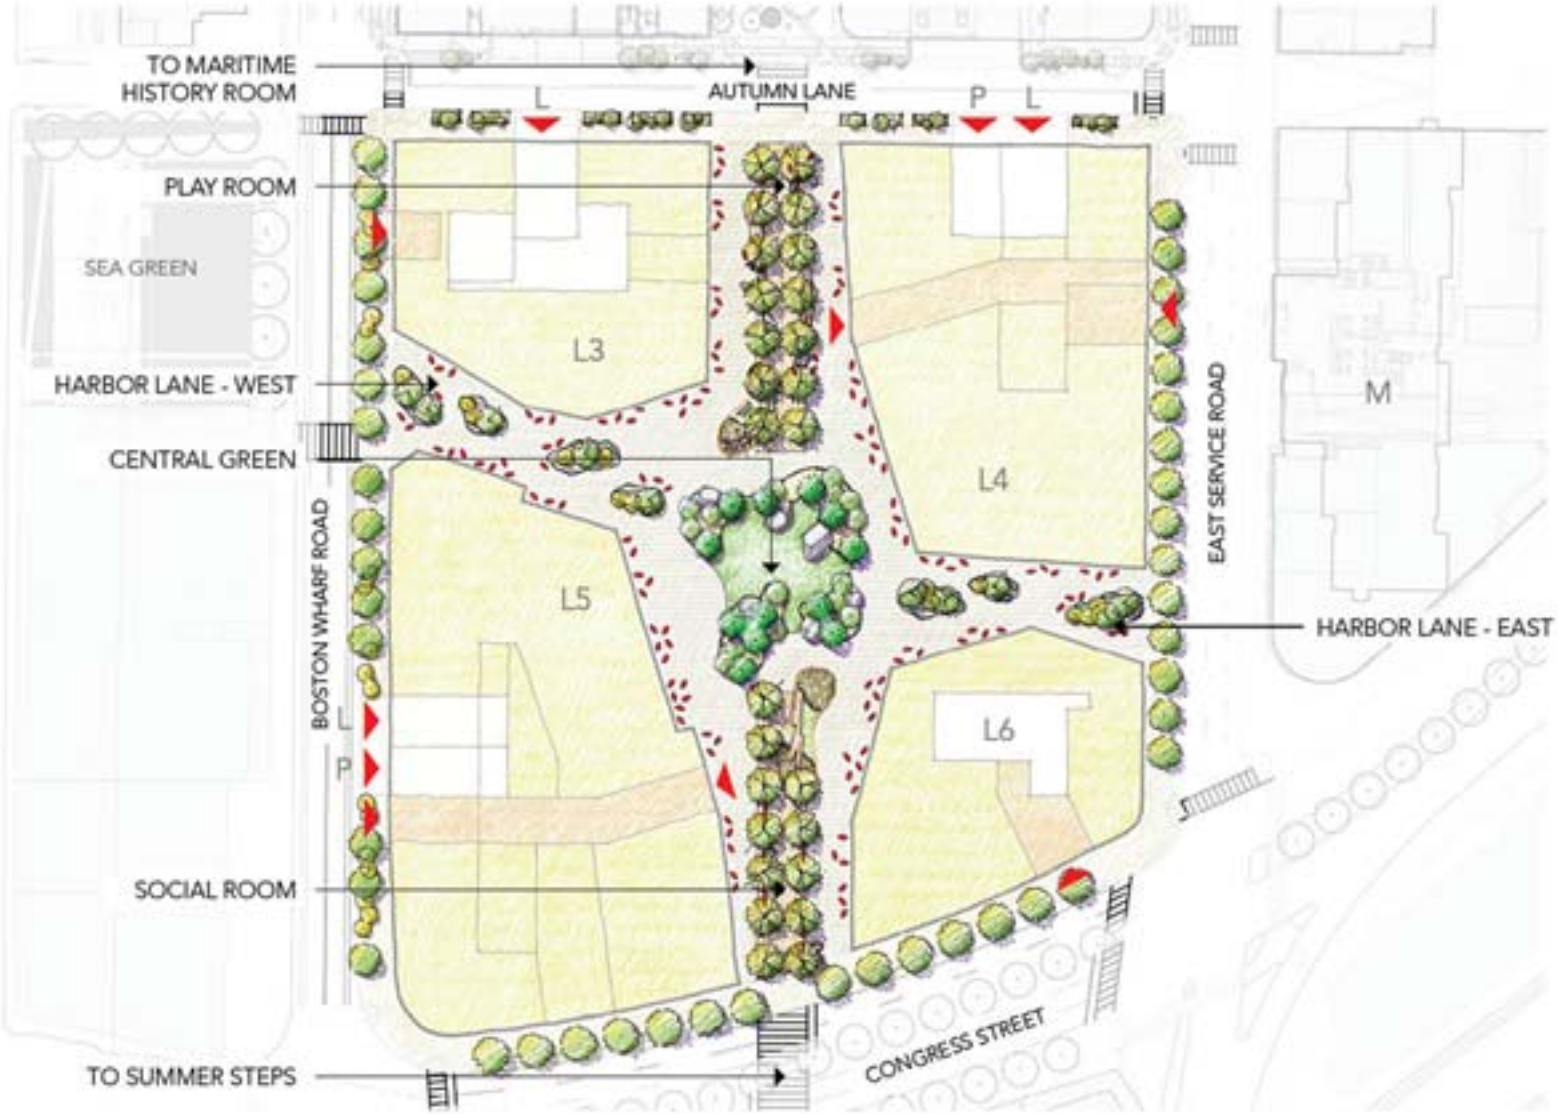 TO MARITIME
HISTORY ROOM
AUTUMN LANE
L
P
L
PLAY ROOM
SEA GREEN
L3
HARBOR LANE - WEST
M
CENTRAL GREEN
L4
EAST SERVICE ROAD
BOSTON WHARF ROAD
L5
HARBOR LANE - EAST
L
L6
P
SOCIAL ROOM
CONGRESS STREET
TO SUMMER STEPS